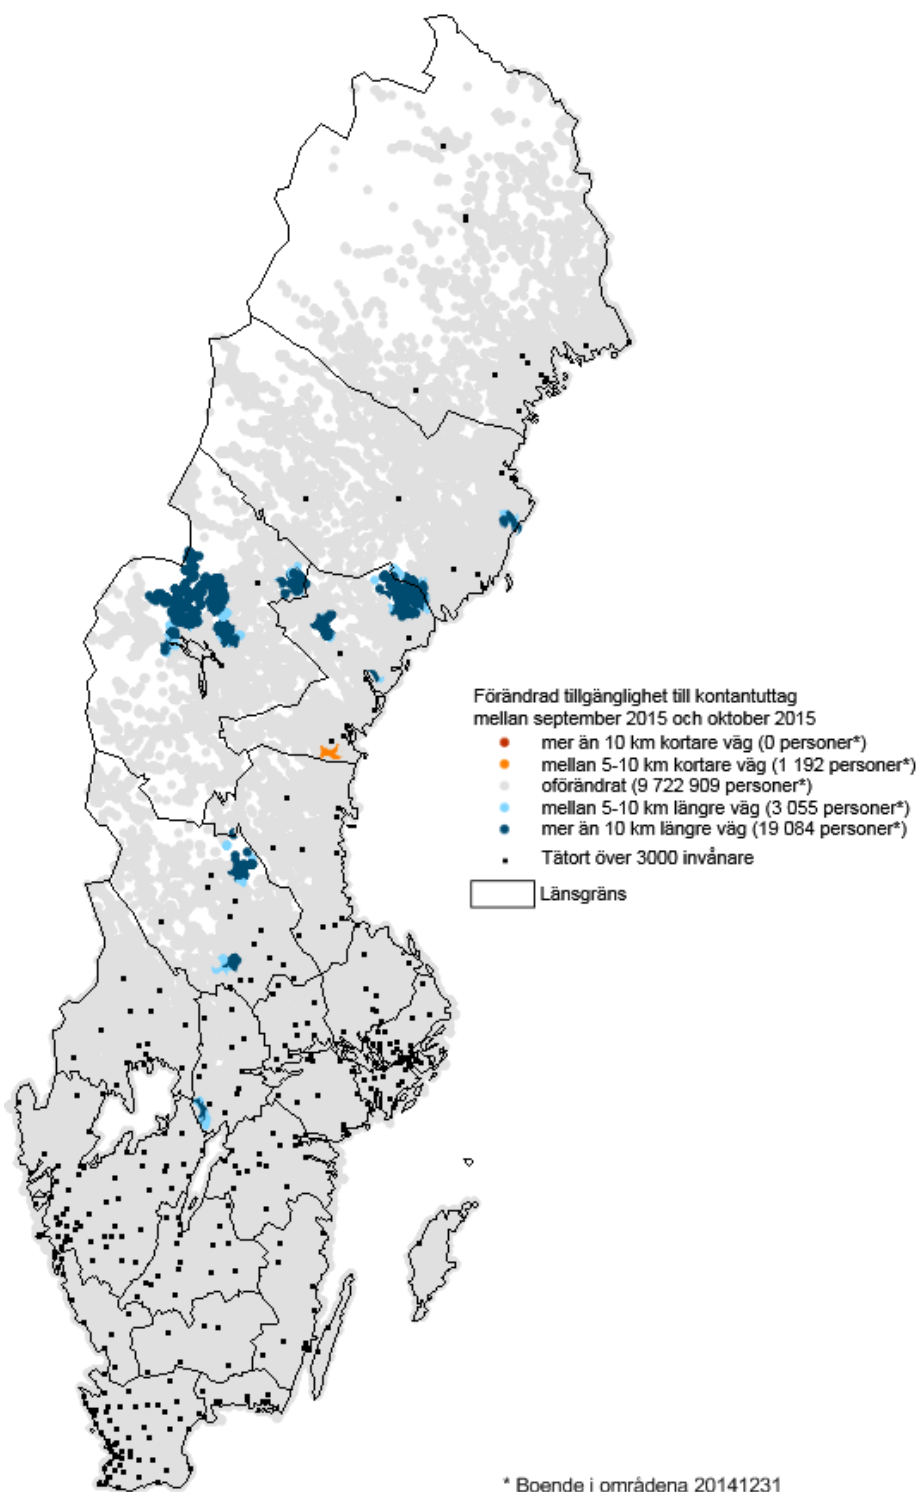 Förändrad tillgänglighet till kontantuttag
mellan september 2015 och oktober 2015
mer än 10 km kortare väg (0 personer*)
mellan 5-10 km kortare väg (1 192 personer*)
oförändrat (9 722 909 personer*)
mellan 5-10 km längre väg (3 055 personer*)
mer än 10 km längre väg (19 084 personer*)
Tätort över 3000 invånare
Länsgräns
* Boende i områdena 20141231